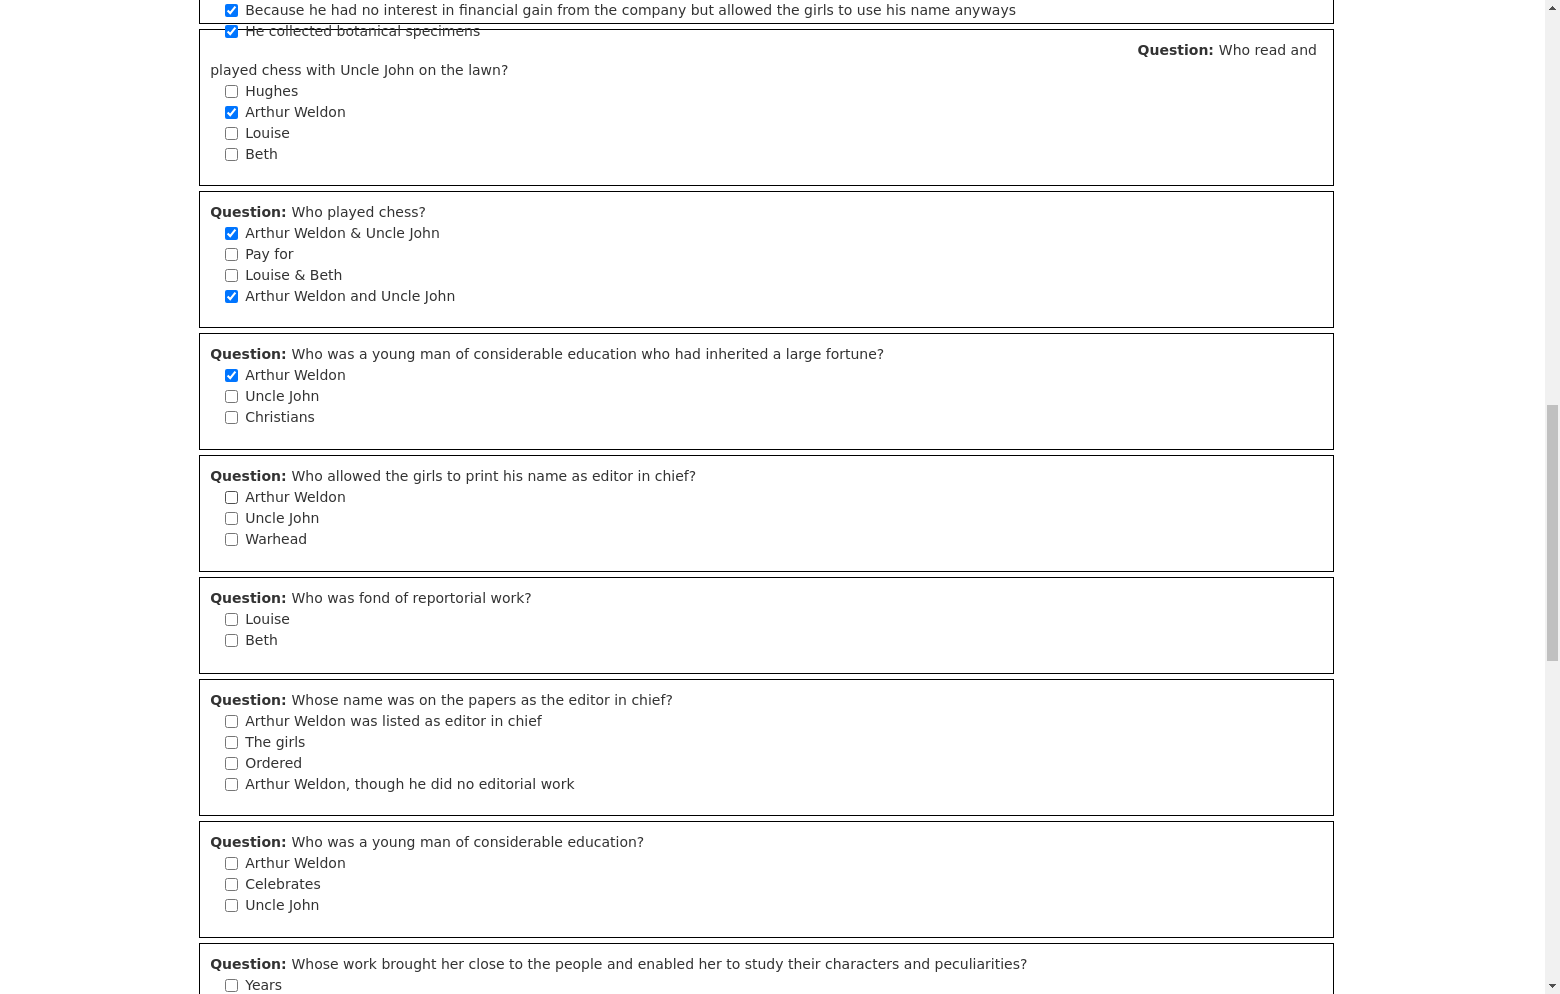 Because he had no interest in financial gain from the company but allowed the girls to use his name anyways
He collected botanical specimens
Question: Who read and
played chess with Uncle John on the lawn?
Hughes
Arthur Weldon
Louise
Beth
Question: Who played chess?
Arthur Weldon & Uncle John
Pay for
Louise & Beth
Arthur Weldon and Uncle John
Question: Who was a young man of considerable education who had inherited a large fortune?
Arthur Weldon
Uncle John
Christians
Question: Who allowed the girls to print his name as editor in chief?
Arthur Weldon
Uncle John
Warhead
Question: Who was fond of reportorial work?
Louise
Beth
Question: Whose name was on the papers as the editor in chief?
Arthur Weldon was listed as editor in chief
The girls
Ordered
Arthur Weldon, though he did no editorial work
Question: Who was a young man of considerable education?
Arthur Weldon
Celebrates
Uncle John
Question: Whose work brought her close to the people and enabled her to study their characters and peculiarities?
Years